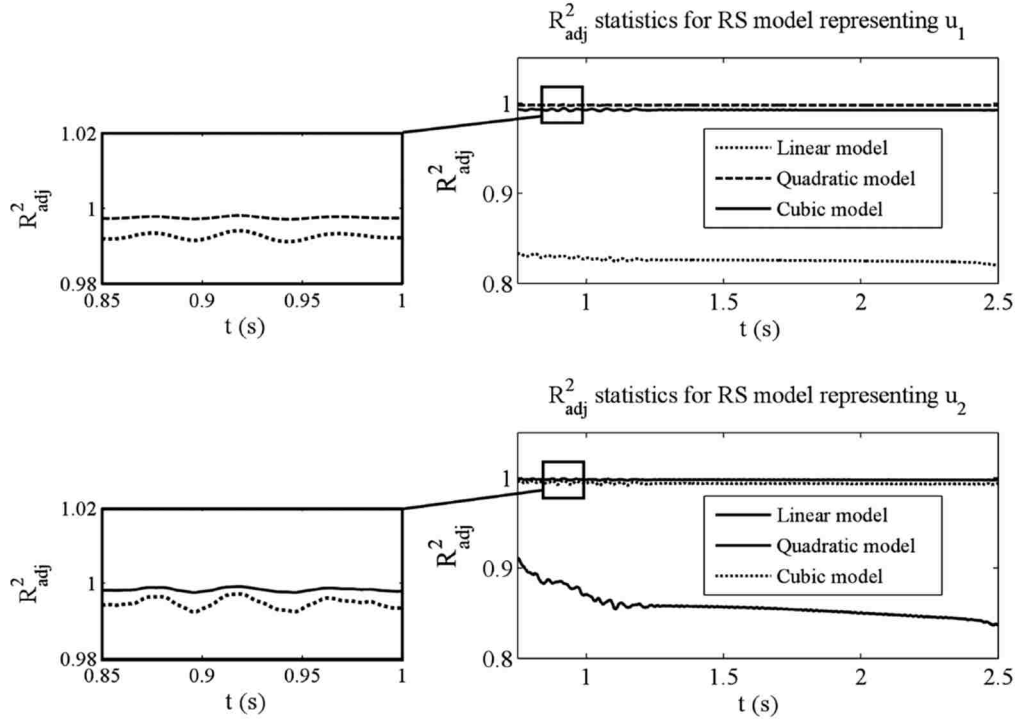 R²adj statistics for RS model representing u₁
1.02
1
0.98
R²adj
0.85 0.9 0.95 1
t (s)
1
0.9
0.8
R²adj
Linear model
Quadratic model
Cubic model
1 1.5 2 2.5
t (s)
R²adj statistics for RS model representing u₂
1.02
1
0.98
R²adj
0.85 0.9 0.95 1
t (s)
1
0.9
0.8
R²adj
Linear model
Quadratic model
Cubic model
1 1.5 2 2.5
t (s)